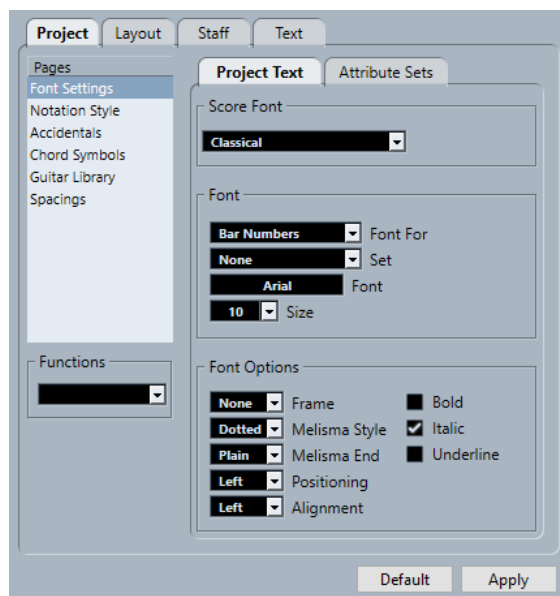 Project Layout Staff Text
Pages
Font Settings
Notation Style
Accidentals
Chord Symbols
Guitar Library
Spacings
Functions
Project Text Attribute Sets
Score Font
Classical
Font
Bar Numbers Font For
None Set
Arial Font
10 Size
Font Options
None Frame Bold
Dotted Melisma Style Italic
Plain Melisma End Underline
Left Positioning
Left Alignment
Default Apply